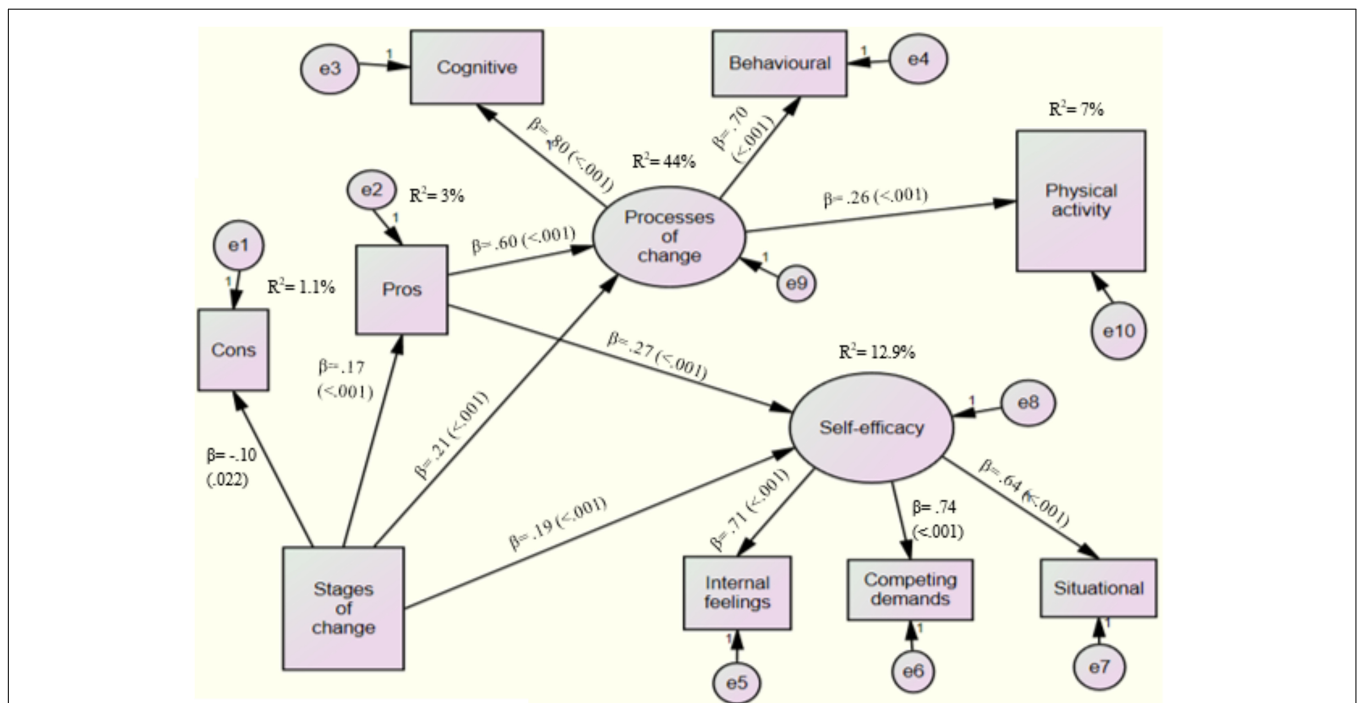 e3
1
Cognitive
Behavioural
1
e4
β= .80 (<.001)
β= .70
(<.001)
R²= 44%
R²= 7%
e2
1
R²= 3%
Processes
of
change
β= .26 (<.001)
Physical
activity
e1
1
R²= 1.1%
Pros
β= .60 (<.001)
1
e9
e10
Cons
β= .17
(<.001)
β= .27 (<.001)
R²= 12.9%
β= .21 (<.001)
Self-efficacy
1
e8
β= -.10
(.022)
β= .19 (<.001)
β= .71 (<.001)
β= .74
(<.001)
β= .64 (<.001)
Stages
of
change
Internal
feelings
Competing
demands
Situational
1
e5
1
e6
1
e7